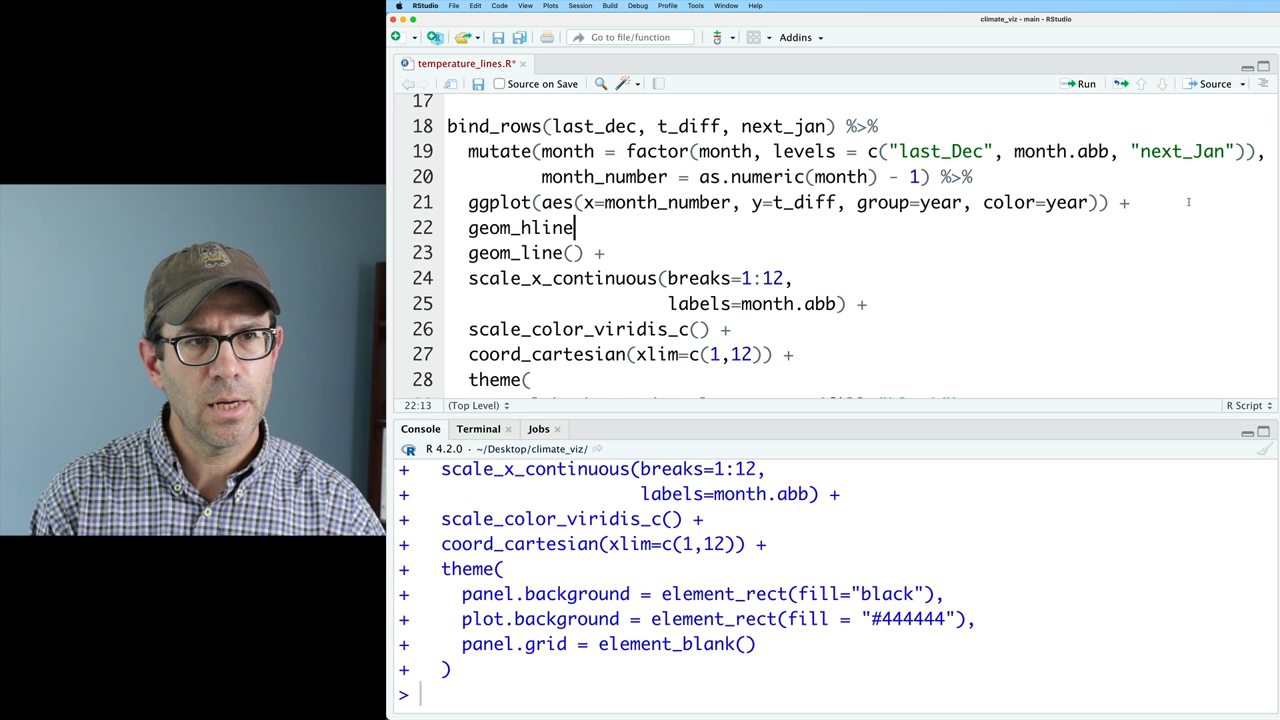 RStudio File Edit Code View Plots Session Build Debug Profile Tools Window Help
climate_viz - main - RStudio
Go to file/function Addins
temperature_lines.R*
Source on Save Run Source
17
18 bind_rows(last_dec, t_diff, next_jan) %>%
19 mutate(month = factor(month, levels = c("last_Dec", month.abb, "next_Jan")),
20 month_number = as.numeric(month) - 1) %>%
21 ggplot(aes(x=month_number, y=t_diff, group=year, color=year)) +
22 geom_hline
23 geom_line() +
24 scale_x_continuous(breaks=1:12,
25 labels=month.abb) +
26 scale_color_viridis_c() +
27 coord_cartesian(xlim=c(1,12)) +
28 theme(
22:13 (Top Level) R Script
Console Terminal Jobs
R 4.2.0 · ~/Desktop/climate_viz/
+ scale_x_continuous(breaks=1:12,
+ labels=month.abb) +
+ scale_color_viridis_c() +
+ coord_cartesian(xlim=c(1,12)) +
+ theme(
+ panel.background = element_rect(fill="black"),
+ plot.background = element_rect(fill = "#444444"),
+ panel.grid = element_blank()
+ )
>